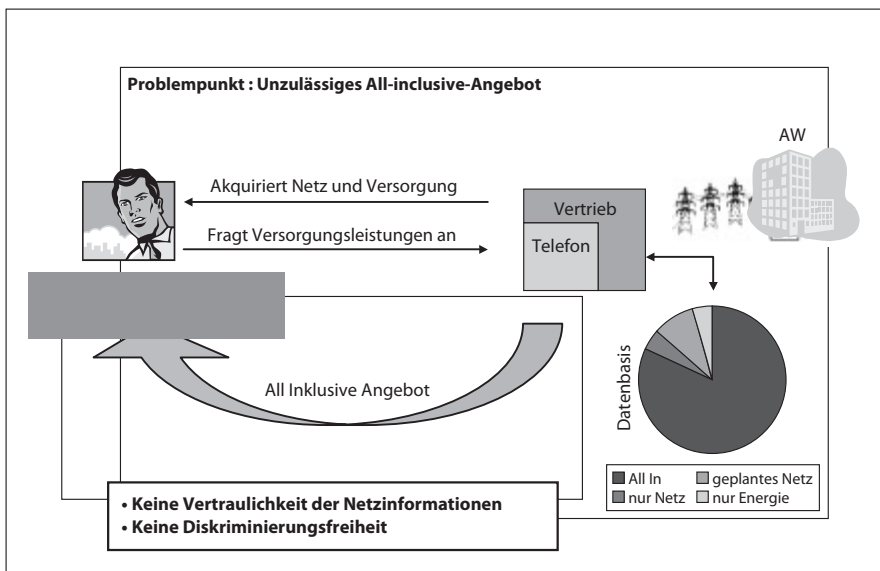 Problempunkt : Unzulässiges All-inclusive-Angebot
AW
Akquiriert Netz und Versorgung
Vertrieb
Fragt Versorgungsleistungen an
Telefon
All Inklusive Angebot
Datenbasis
All In
geplantes Netz
nur Netz
nur Energie
• Keine Vertraulichkeit der Netzinformationen
• Keine Diskriminierungsfreiheit